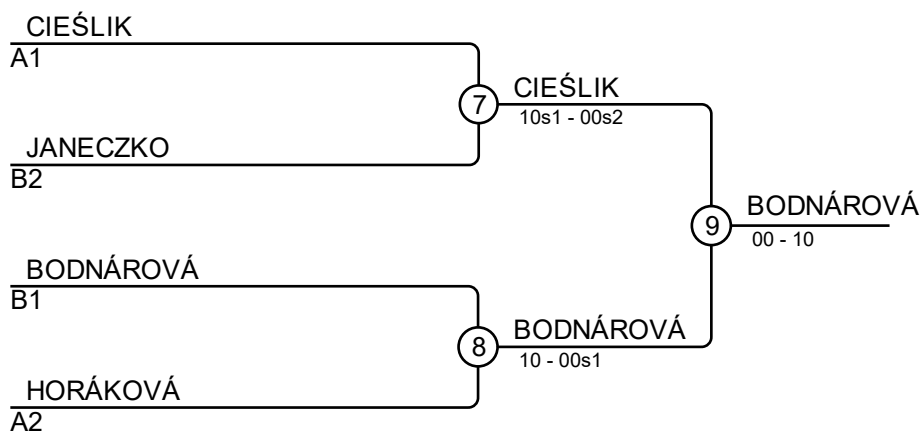 CIEŚLIK
A1
7
CIEŚLIK
10s1 - 00s2
JANECZKO
B2
9
BODNÁROVÁ
00 - 10
BODNÁROVÁ
B1
8
BODNÁROVÁ
10 - 00s1
HORÁKOVÁ
A2